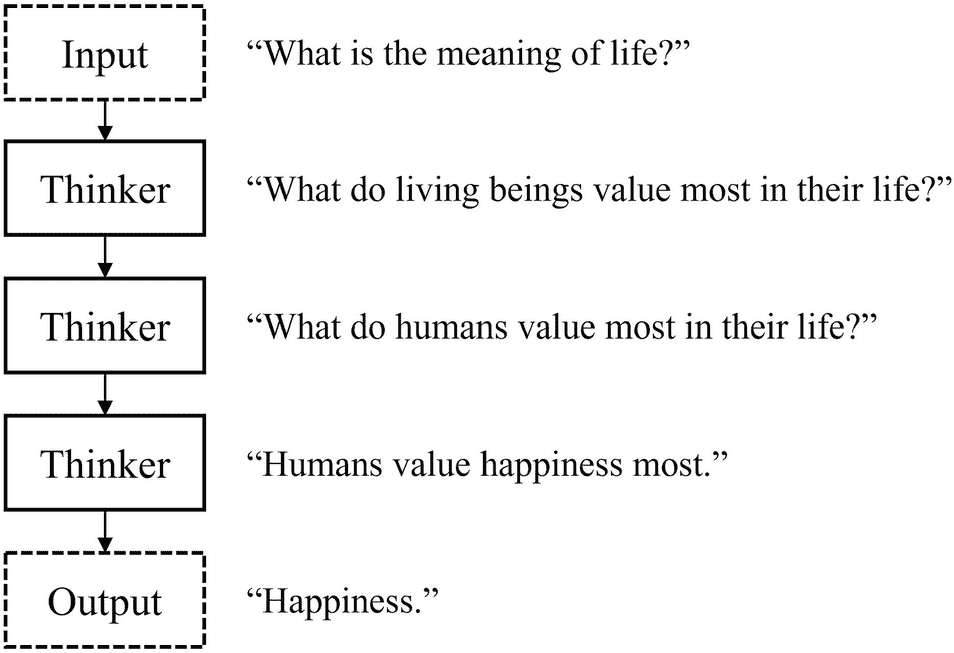 Input “What is the meaning of life?”
Thinker “What do living beings value most in their life?”
Thinker “What do humans value most in their life?”
Thinker “Humans value happiness most.”
Output “Happiness.”